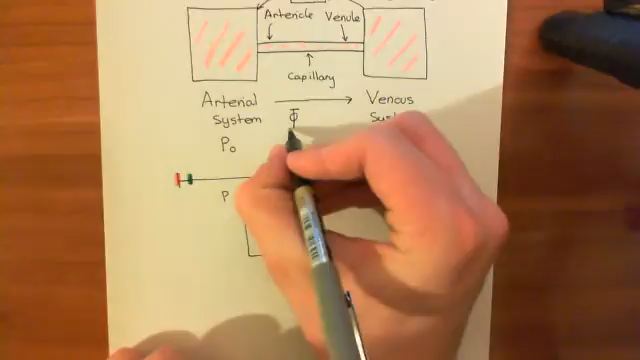 Arteriole Venule
Capillary
Arterial Venous
System
Φ
P₀
P